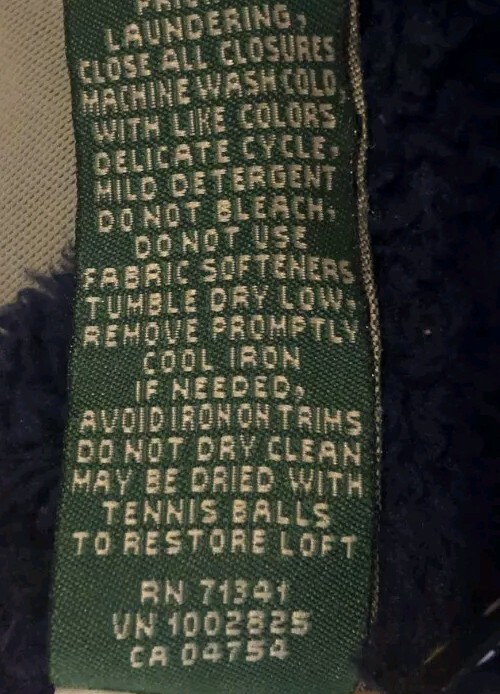 LAUNDERING,
CLOSE ALL CLOSURES
MACHINE WASH COLD,
WITH LIKE COLORS
DELICATE CYCLE,
MILD DETERGENT
DO NOT BLEACH,
DO NOT USE
FABRIC SOFTENERS
TUMBLE DRY LOW,
REMOVE PROMPTLY
COOL IRON
IF NEEDED,
AVOID IRON ON TRIMS
DO NOT DRY CLEAN
MAY BE DRIED WITH
TENNIS BALLS
TO RESTORE LOFT
RN 71341
VN 1002825
CA 04754